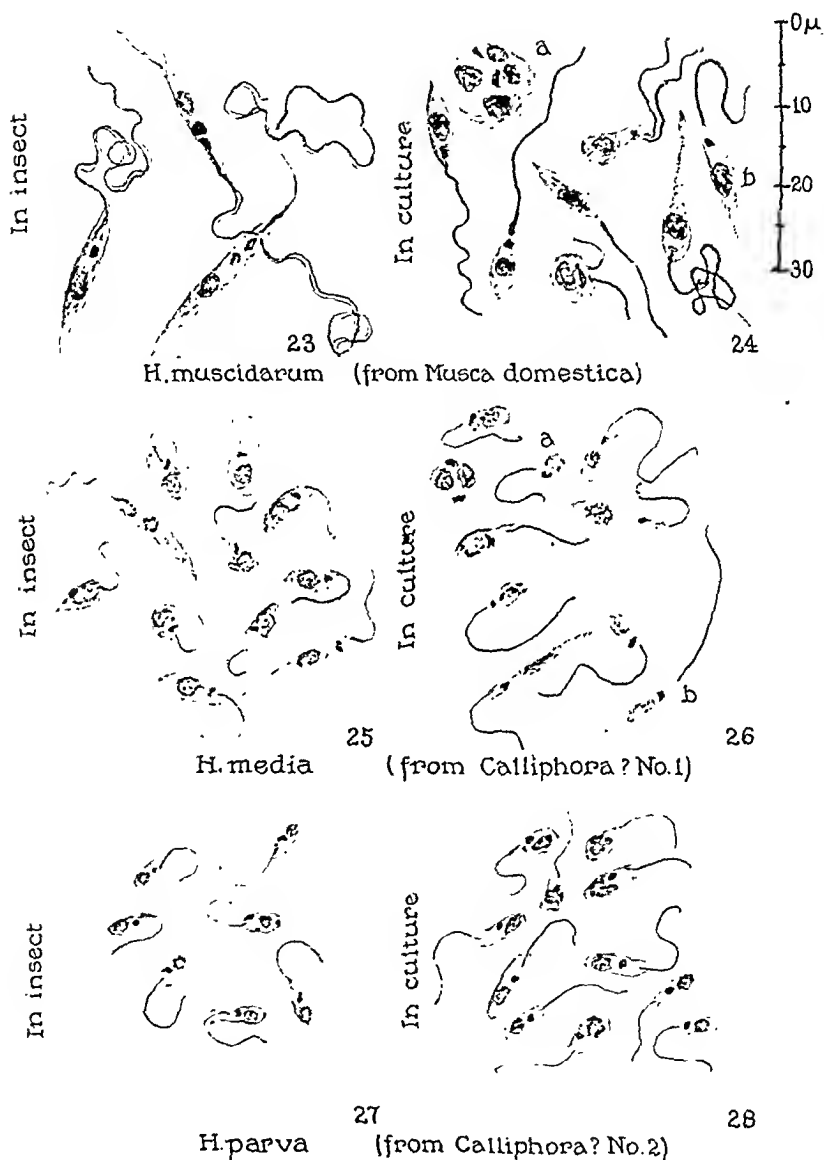 In insect
In culture
a
b
0μ
10
20
30
23
24
H. muscidarum (from Musca domestica)
In insect
In culture
a
b
25
26
H. media (from Calliphora? No.1)
In insect
In culture
27
28
H. parva (from Calliphora? No.2)